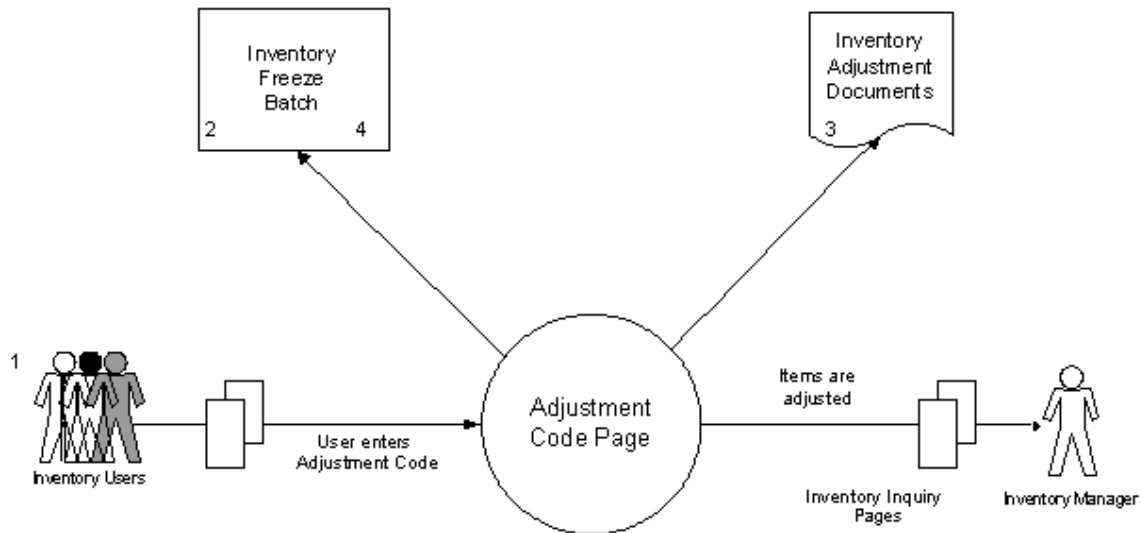 Inventory
Freeze
Batch
2
4
Inventory
Adjustment
Documents
3
1
Inventory Users
User enters
Adjustment Code
Adjustment
Code Page
Items are
adjusted
Inventory Inquiry
Pages
Inventory Manager